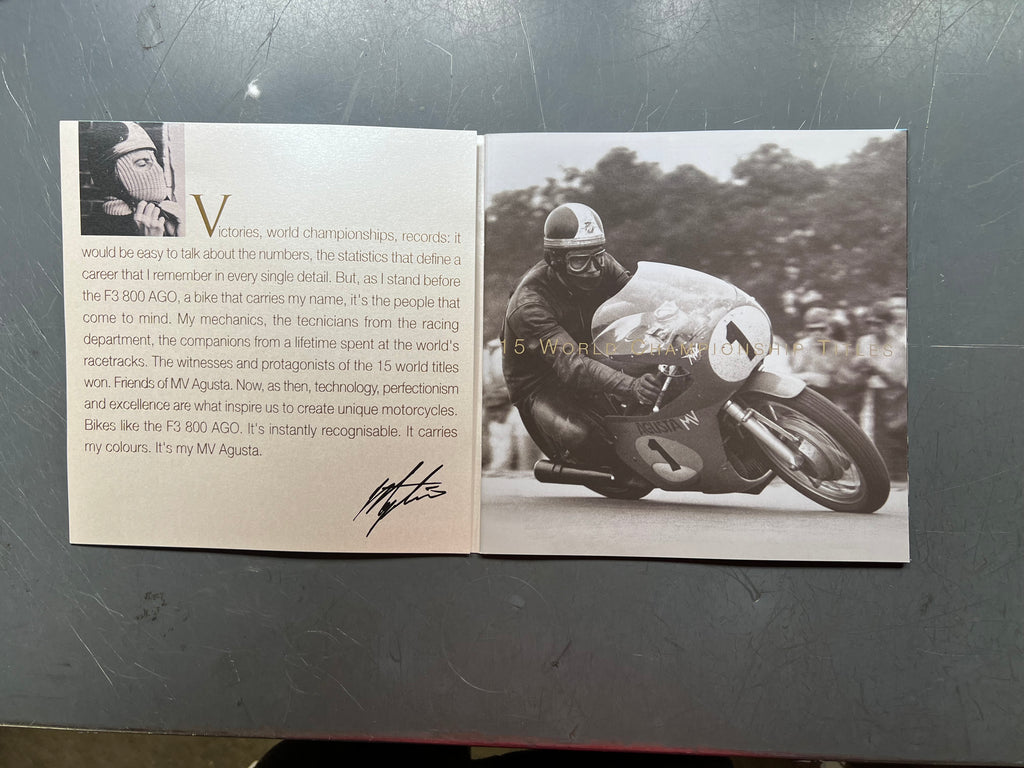 Victories, world championships, records: it
would be easy to talk about the numbers, the statistics that define a
career that I remember in every single detail. But, as I stand before
the F3 800 AGO, a bike that carries my name, it's the people that
come to mind. My mechanics, the tecnicians from the racing
department, the companions from a lifetime spent at the world's
racetracks. The witnesses and protagonists of the 15 world titles
won. Friends of MV Agusta. Now, as then, technology, perfectionism
and excellence are what inspire us to create unique motorcycles.
Bikes like the F3 800 AGO. It's instantly recognisable. It carries
my colours. It's my MV Agusta.
15 World Championship Titles
1
AGUSTA MV
1